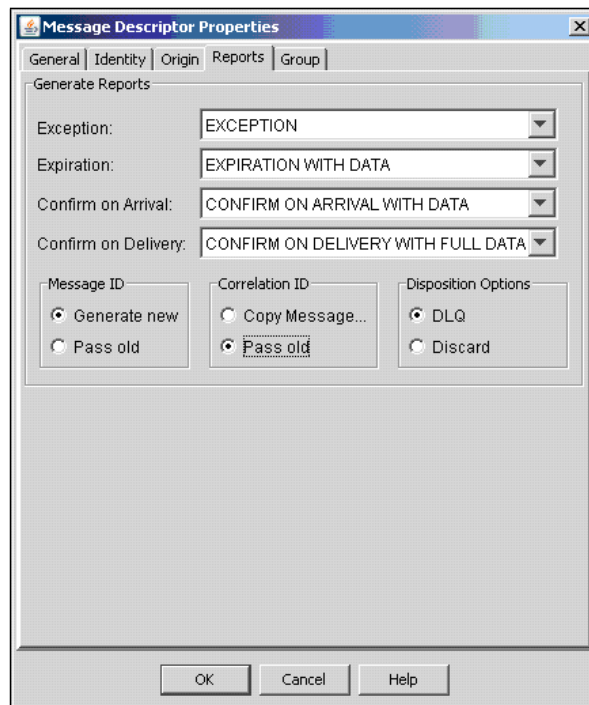 Message Descriptor Properties
General Identity Origin Reports Group
Generate Reports
Exception: EXCEPTION
Expiration: EXPIRATION WITH DATA
Confirm on Arrival: CONFIRM ON ARRIVAL WITH DATA
Confirm on Delivery: CONFIRM ON DELIVERY WITH FULL DATA
Message ID
Generate new
Pass old
Correlation ID
Copy Message...
Pass old
Disposition Options
DLQ
Discard
OK Cancel Help